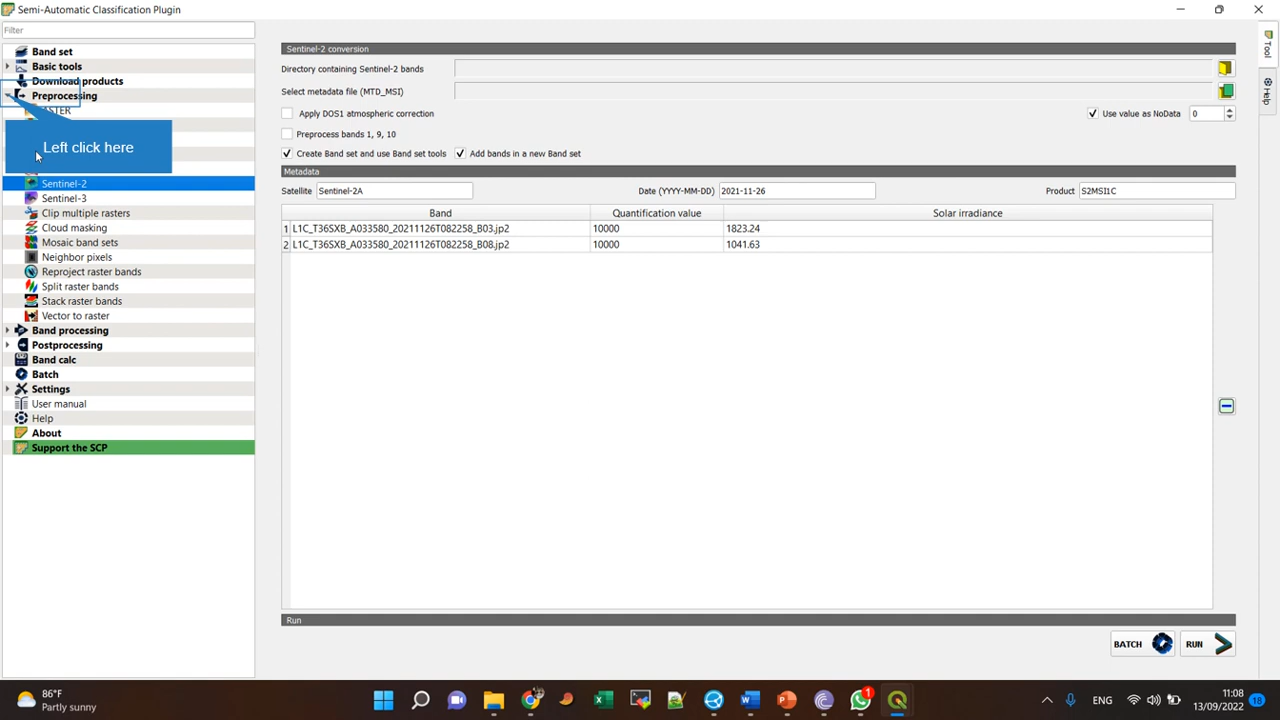 Semi-Automatic Classification Plugin
Filter
Band set
Basic tools
Download products
Preprocessing
Left click here
Sentinel-2
Sentinel-3
Clip multiple rasters
Cloud masking
Mosaic band sets
Neighbor pixels
Reproject raster bands
Split raster bands
Stack raster bands
Vector to raster
Band processing
Postprocessing
Band calc
Batch
Settings
User manual
Help
About
Support the SCP
Sentinel-2 conversion
Directory containing Sentinel-2 bands
Select metadata file (MTD_MSI)
Apply DOS1 atmospheric correction
Use value as NoData 0
Preprocess bands 1, 9, 10
Create Band set and use Band set tools Add bands in a new Band set
Metadata
Satellite Sentinel-2A Date (YYYY-MM-DD) 2021-11-26 Product S2MSI1C
Band Quantification value Solar irradiance
1 L1C_T36SXB_A033580_20211126T082258_B03.jp2 10000 1823.24
2 L1C_T36SXB_A033580_20211126T082258_B08.jp2 10000 1041.63
Run
BATCH RUN
Tool
Help
86°F
Partly sunny
1
ENG
11:08
13/09/2022
18